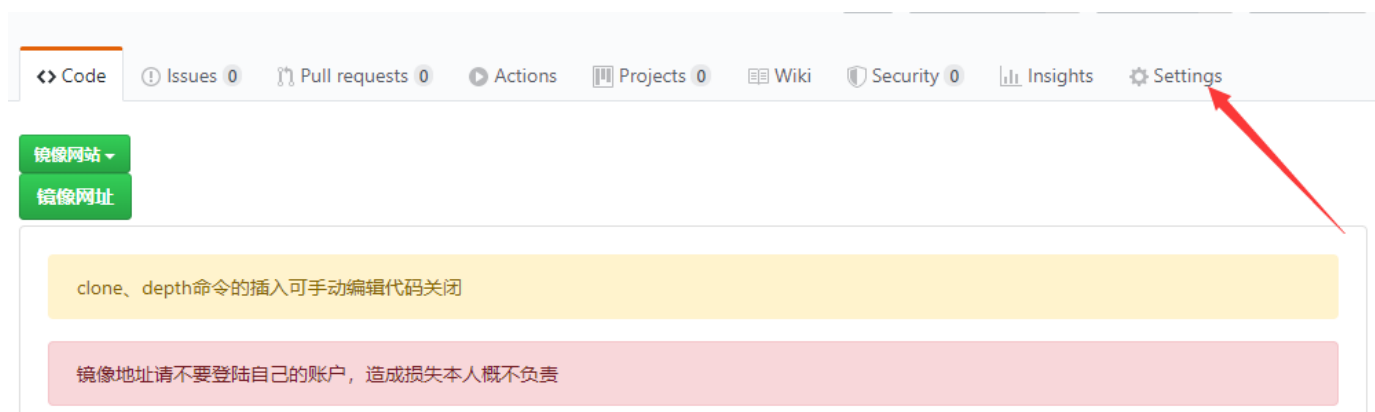 Code Issues 0 Pull requests 0 Actions Projects 0 Wiki Security 0 Insights Settings
镜像网站
镜像网址
clone、depth命令的插入可手动编辑代码关闭
镜像地址请不要登陆自己的账户，造成损失本人概不负责